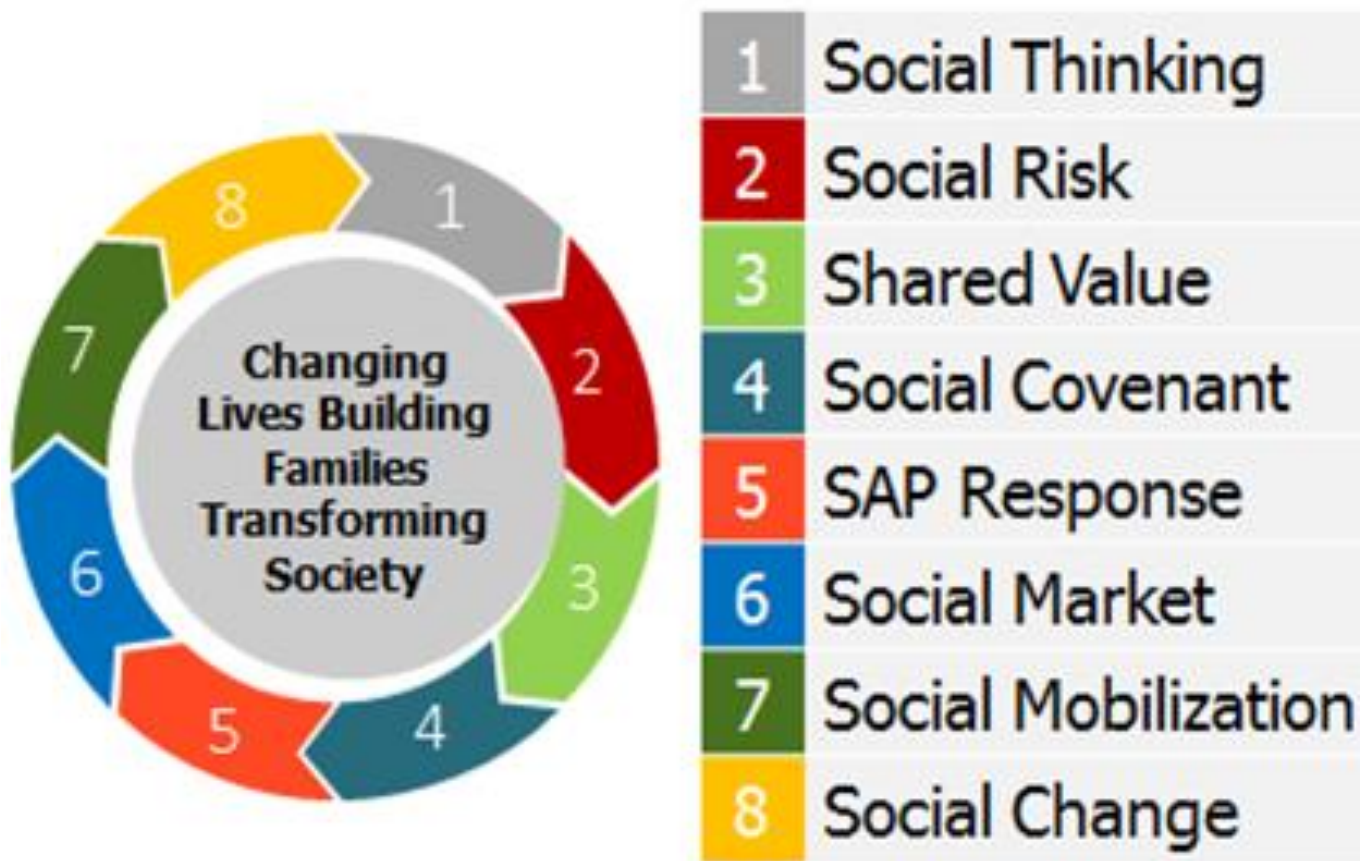 8
1
7
2
6
3
5
4
Changing
Lives Building
Families
Transforming
Society
1 Social Thinking
2 Social Risk
3 Shared Value
4 Social Covenant
5 SAP Response
6 Social Market
7 Social Mobilization
8 Social Change